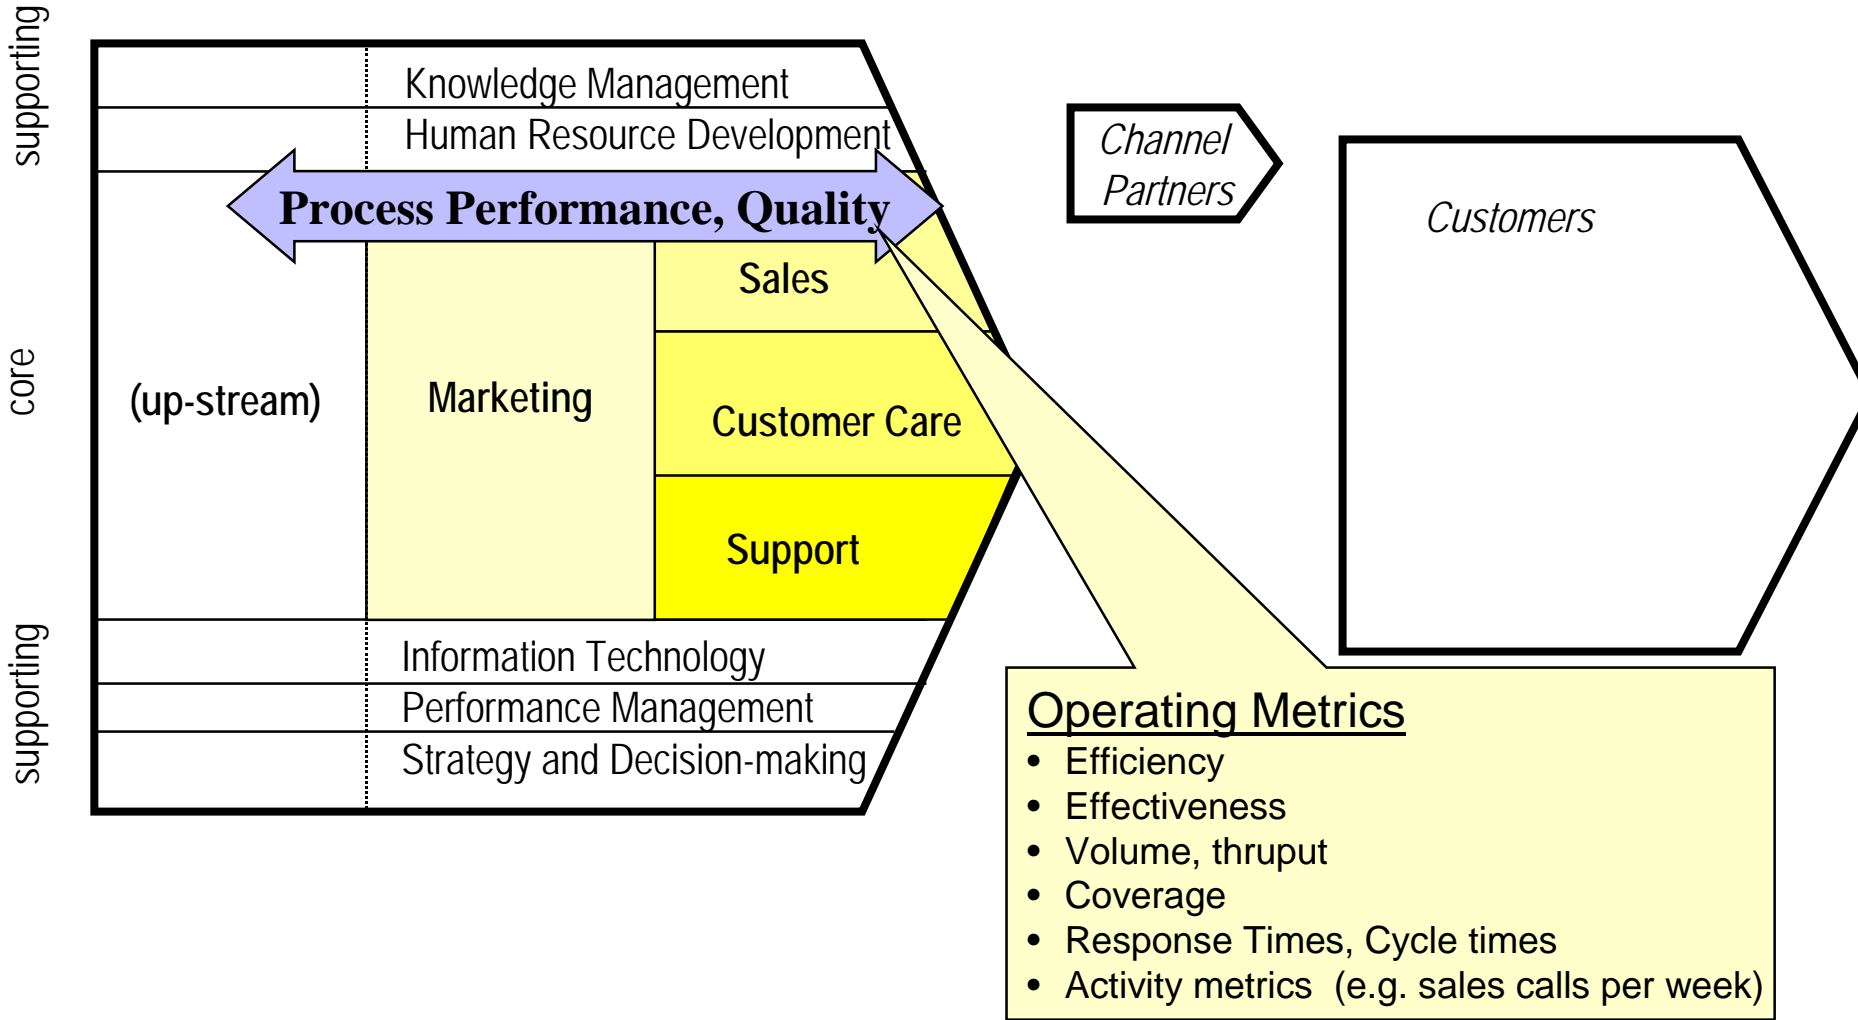 supporting
Knowledge Management
Human Resource Development
Process Performance, Quality
core
(up-stream)
Marketing
Sales
Customer Care
Support
supporting
Information Technology
Performance Management
Strategy and Decision-making
Channel
Partners
Customers
Operating Metrics
• Efficiency
• Effectiveness
• Volume, thruput
• Coverage
• Response Times, Cycle times
• Activity metrics (e.g. sales calls per week)